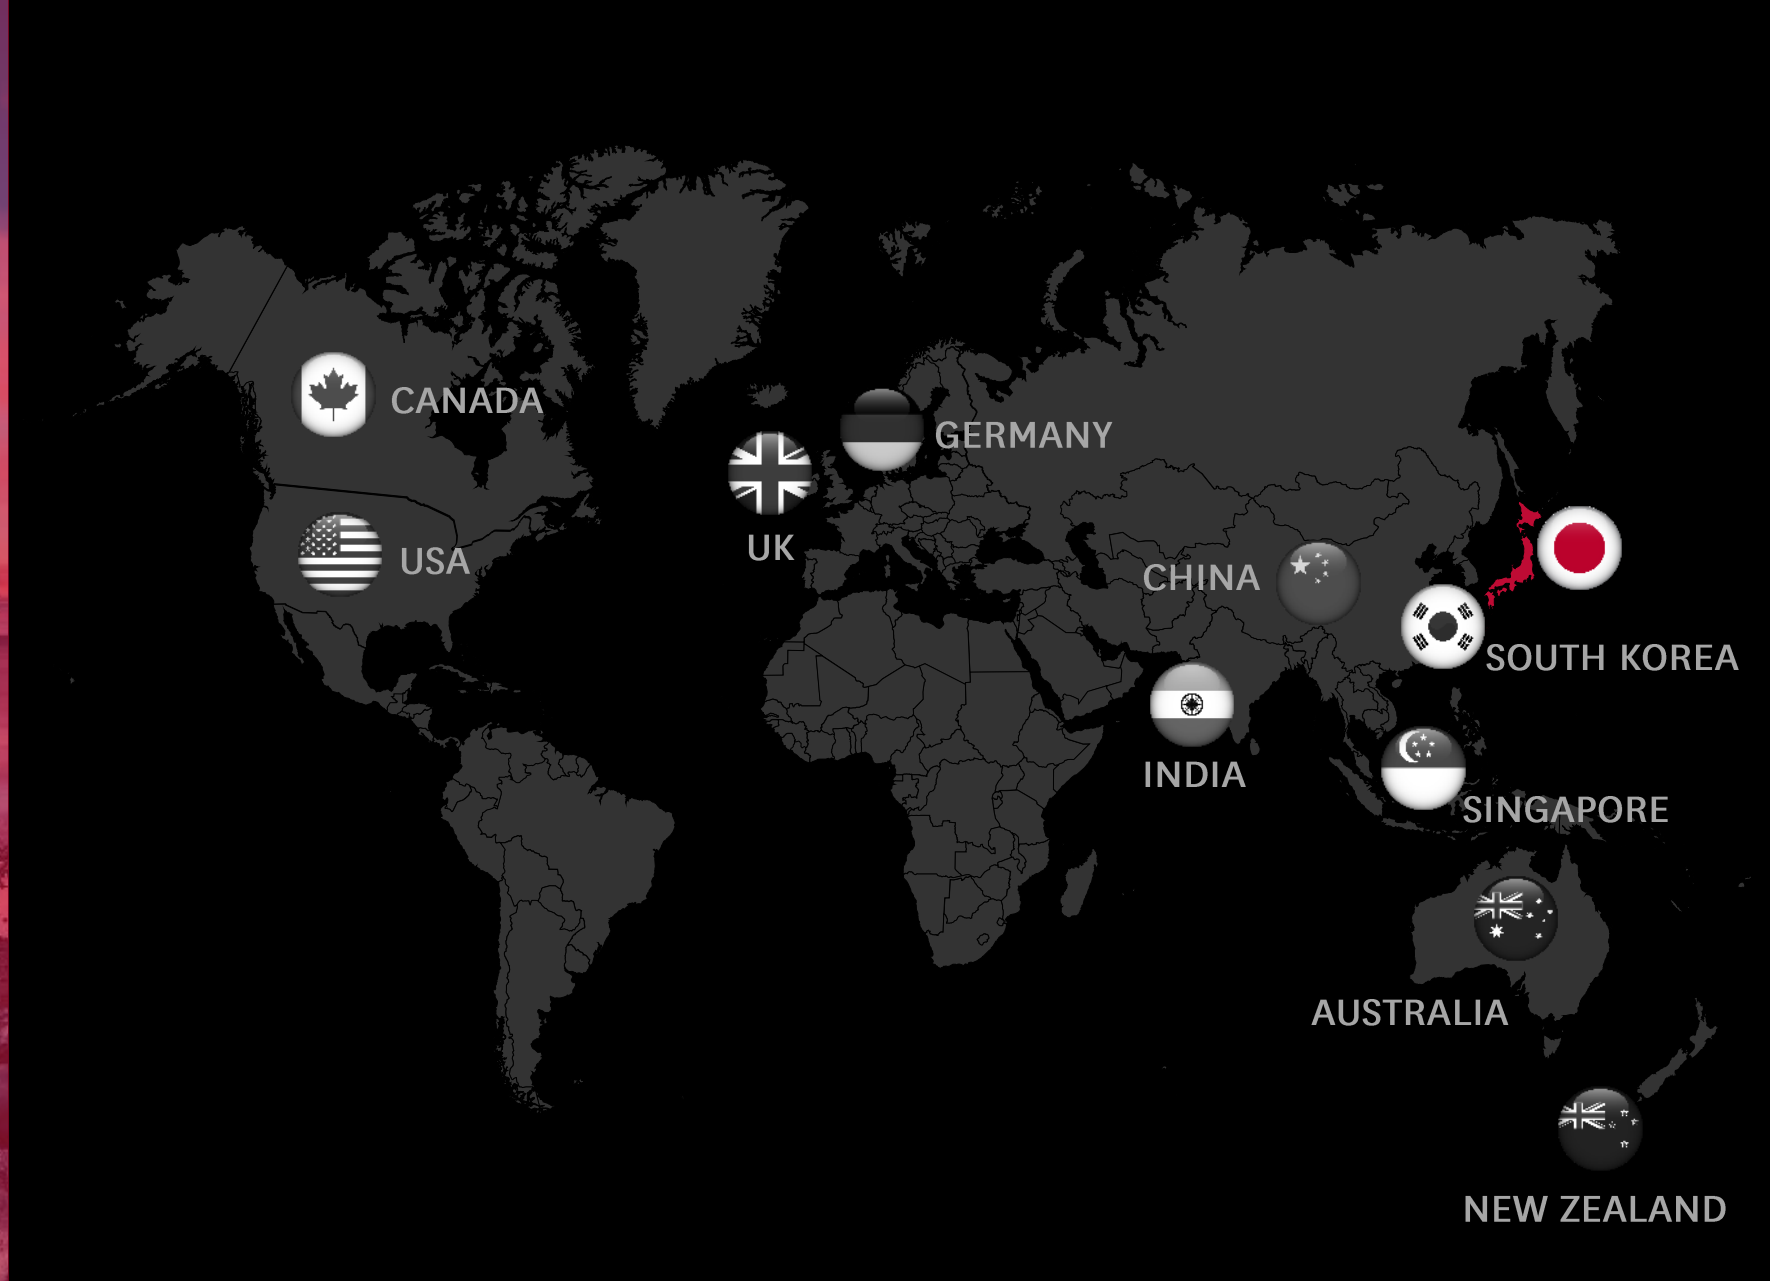 CANADA
GERMANY
UK
USA
CHINA
SOUTH KOREA
INDIA
SINGAPORE
AUSTRALIA
NEW ZEALAND